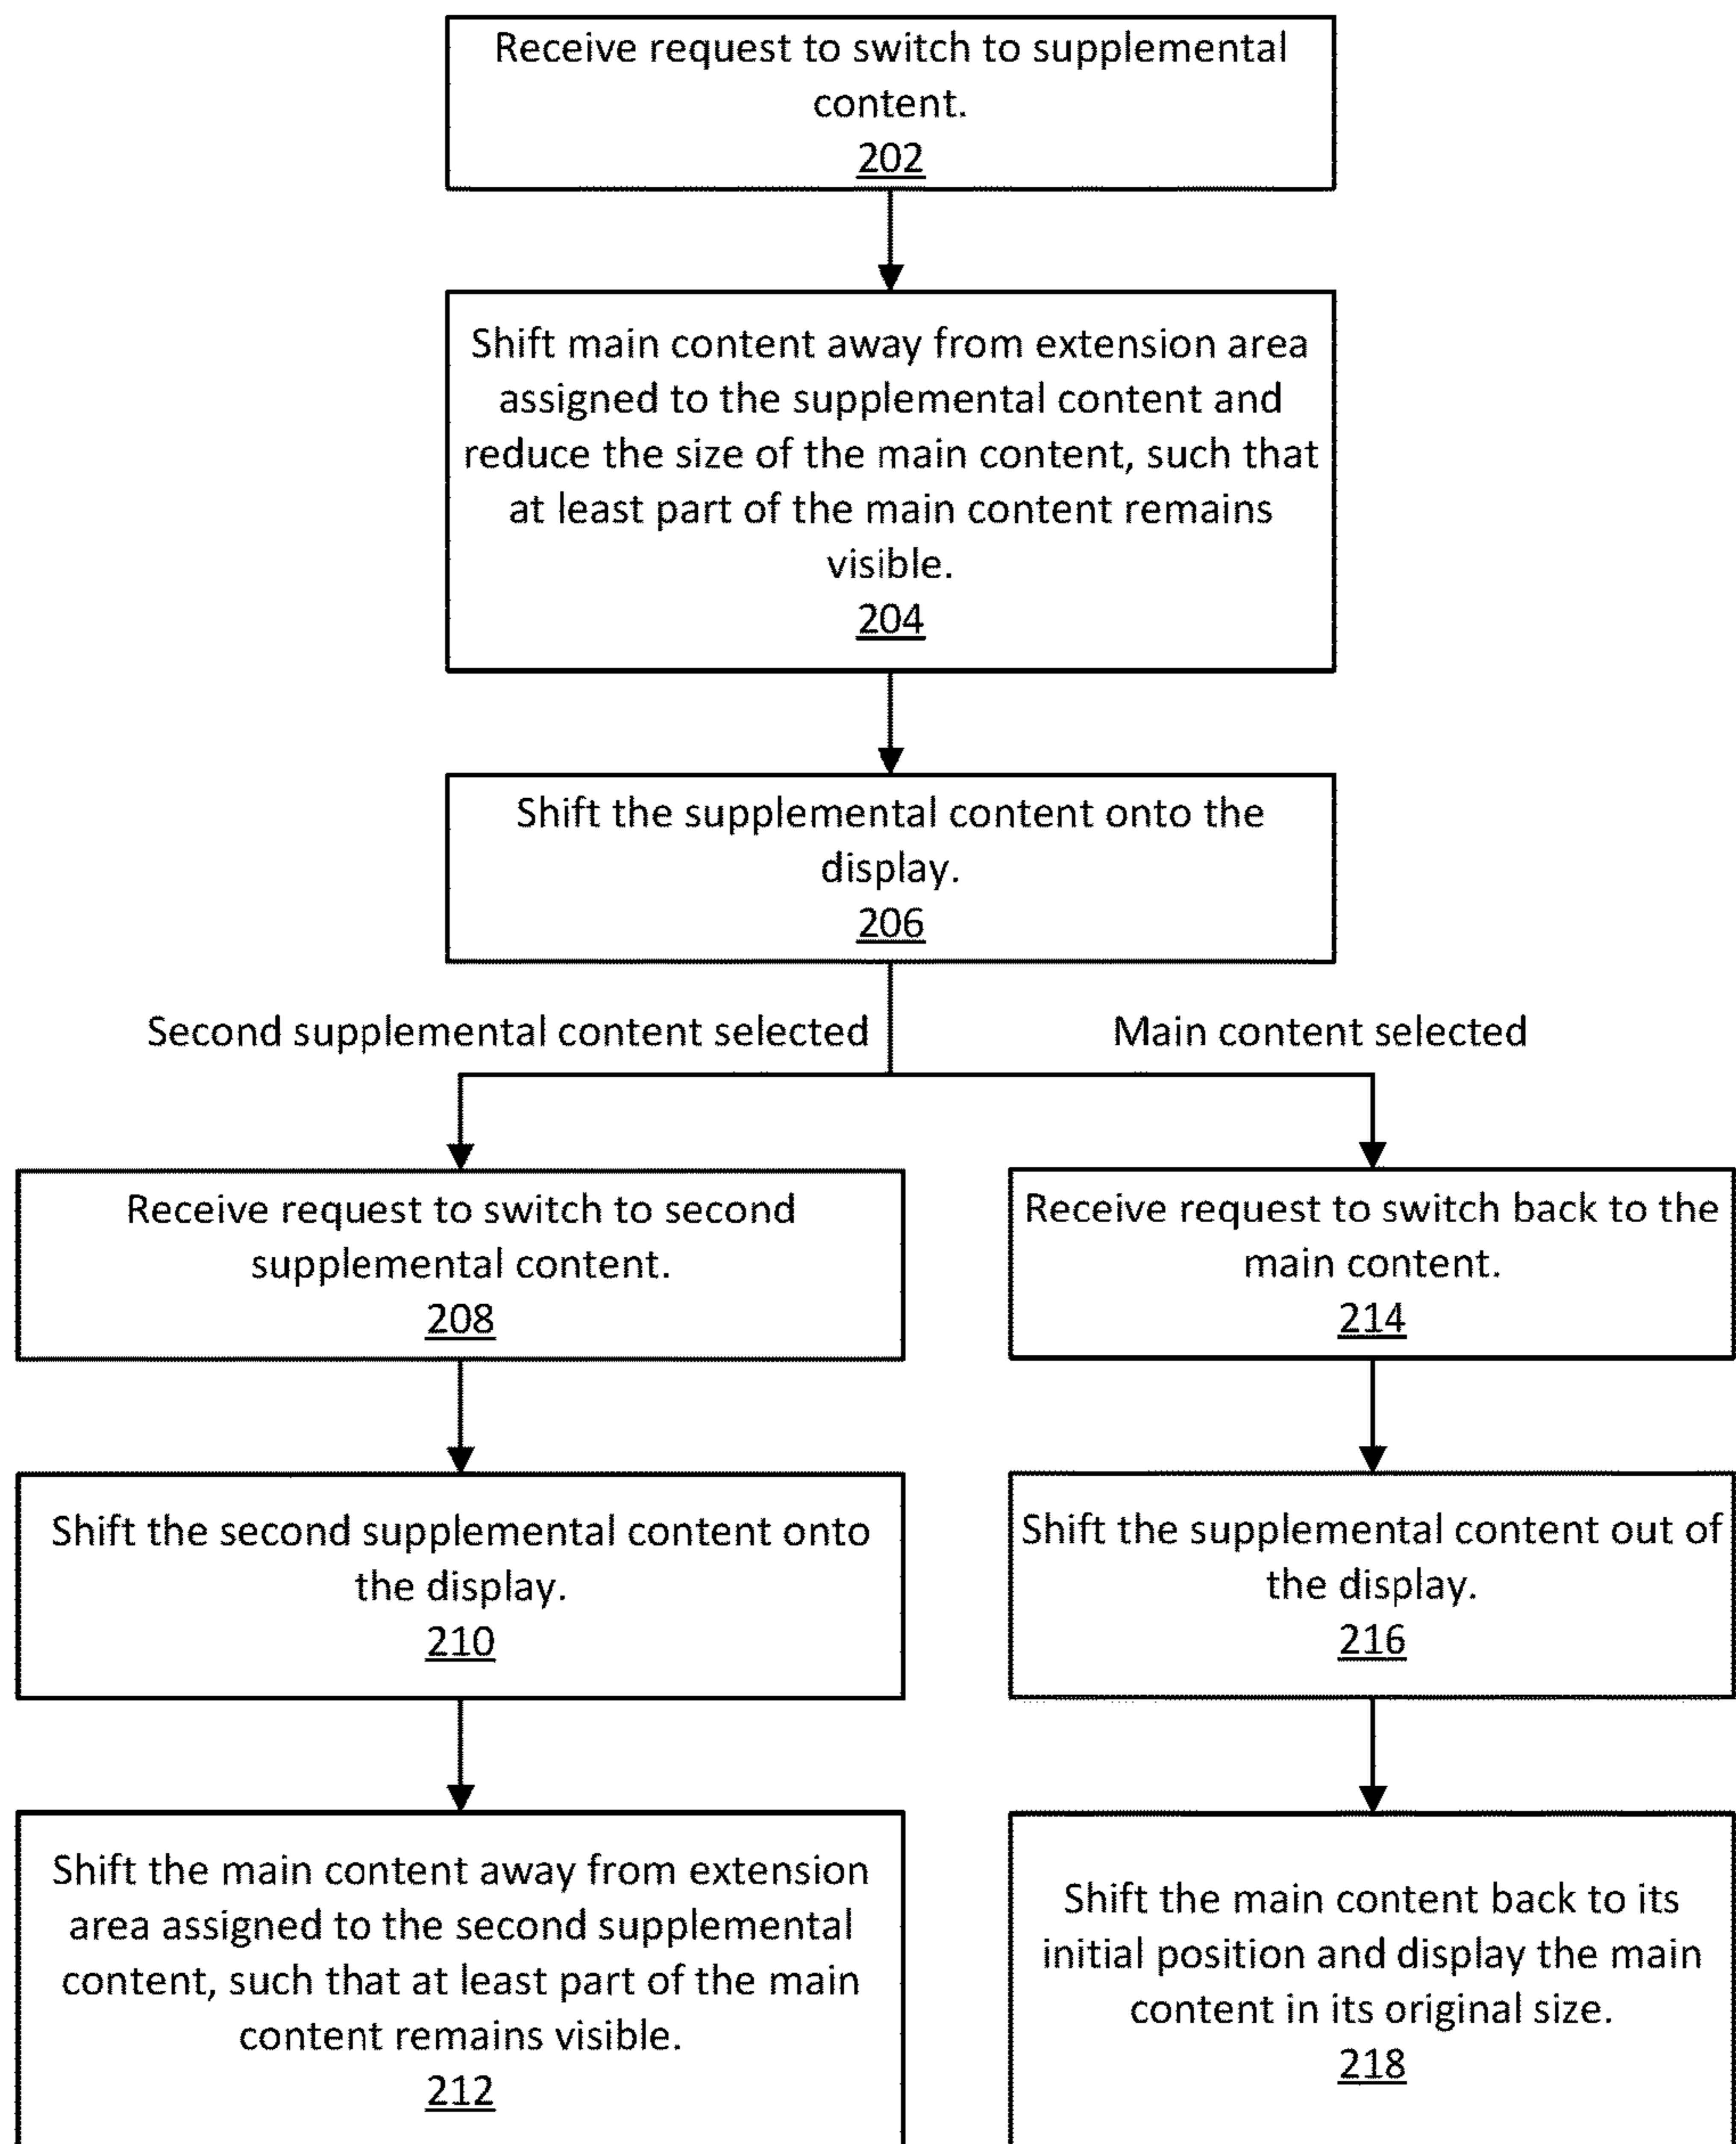 Receive request to switch to supplemental
content.
202
Shift main content away from extension area
assigned to the supplemental content and
reduce the size of the main content, such that
at least part of the main content remains
visible.
204
Shift the supplemental content onto the
display.
206
Second supplemental content selected
Main content selected
Receive request to switch to second
supplemental content.
208
Receive request to switch back to the
main content.
214
Shift the second supplemental content onto
the display.
210
Shift the supplemental content out of
the display.
216
Shift the main content away from extension
area assigned to the second supplemental
content, such that at least part of the main
content remains visible.
212
Shift the main content back to its
initial position and display the main
content in its original size.
218